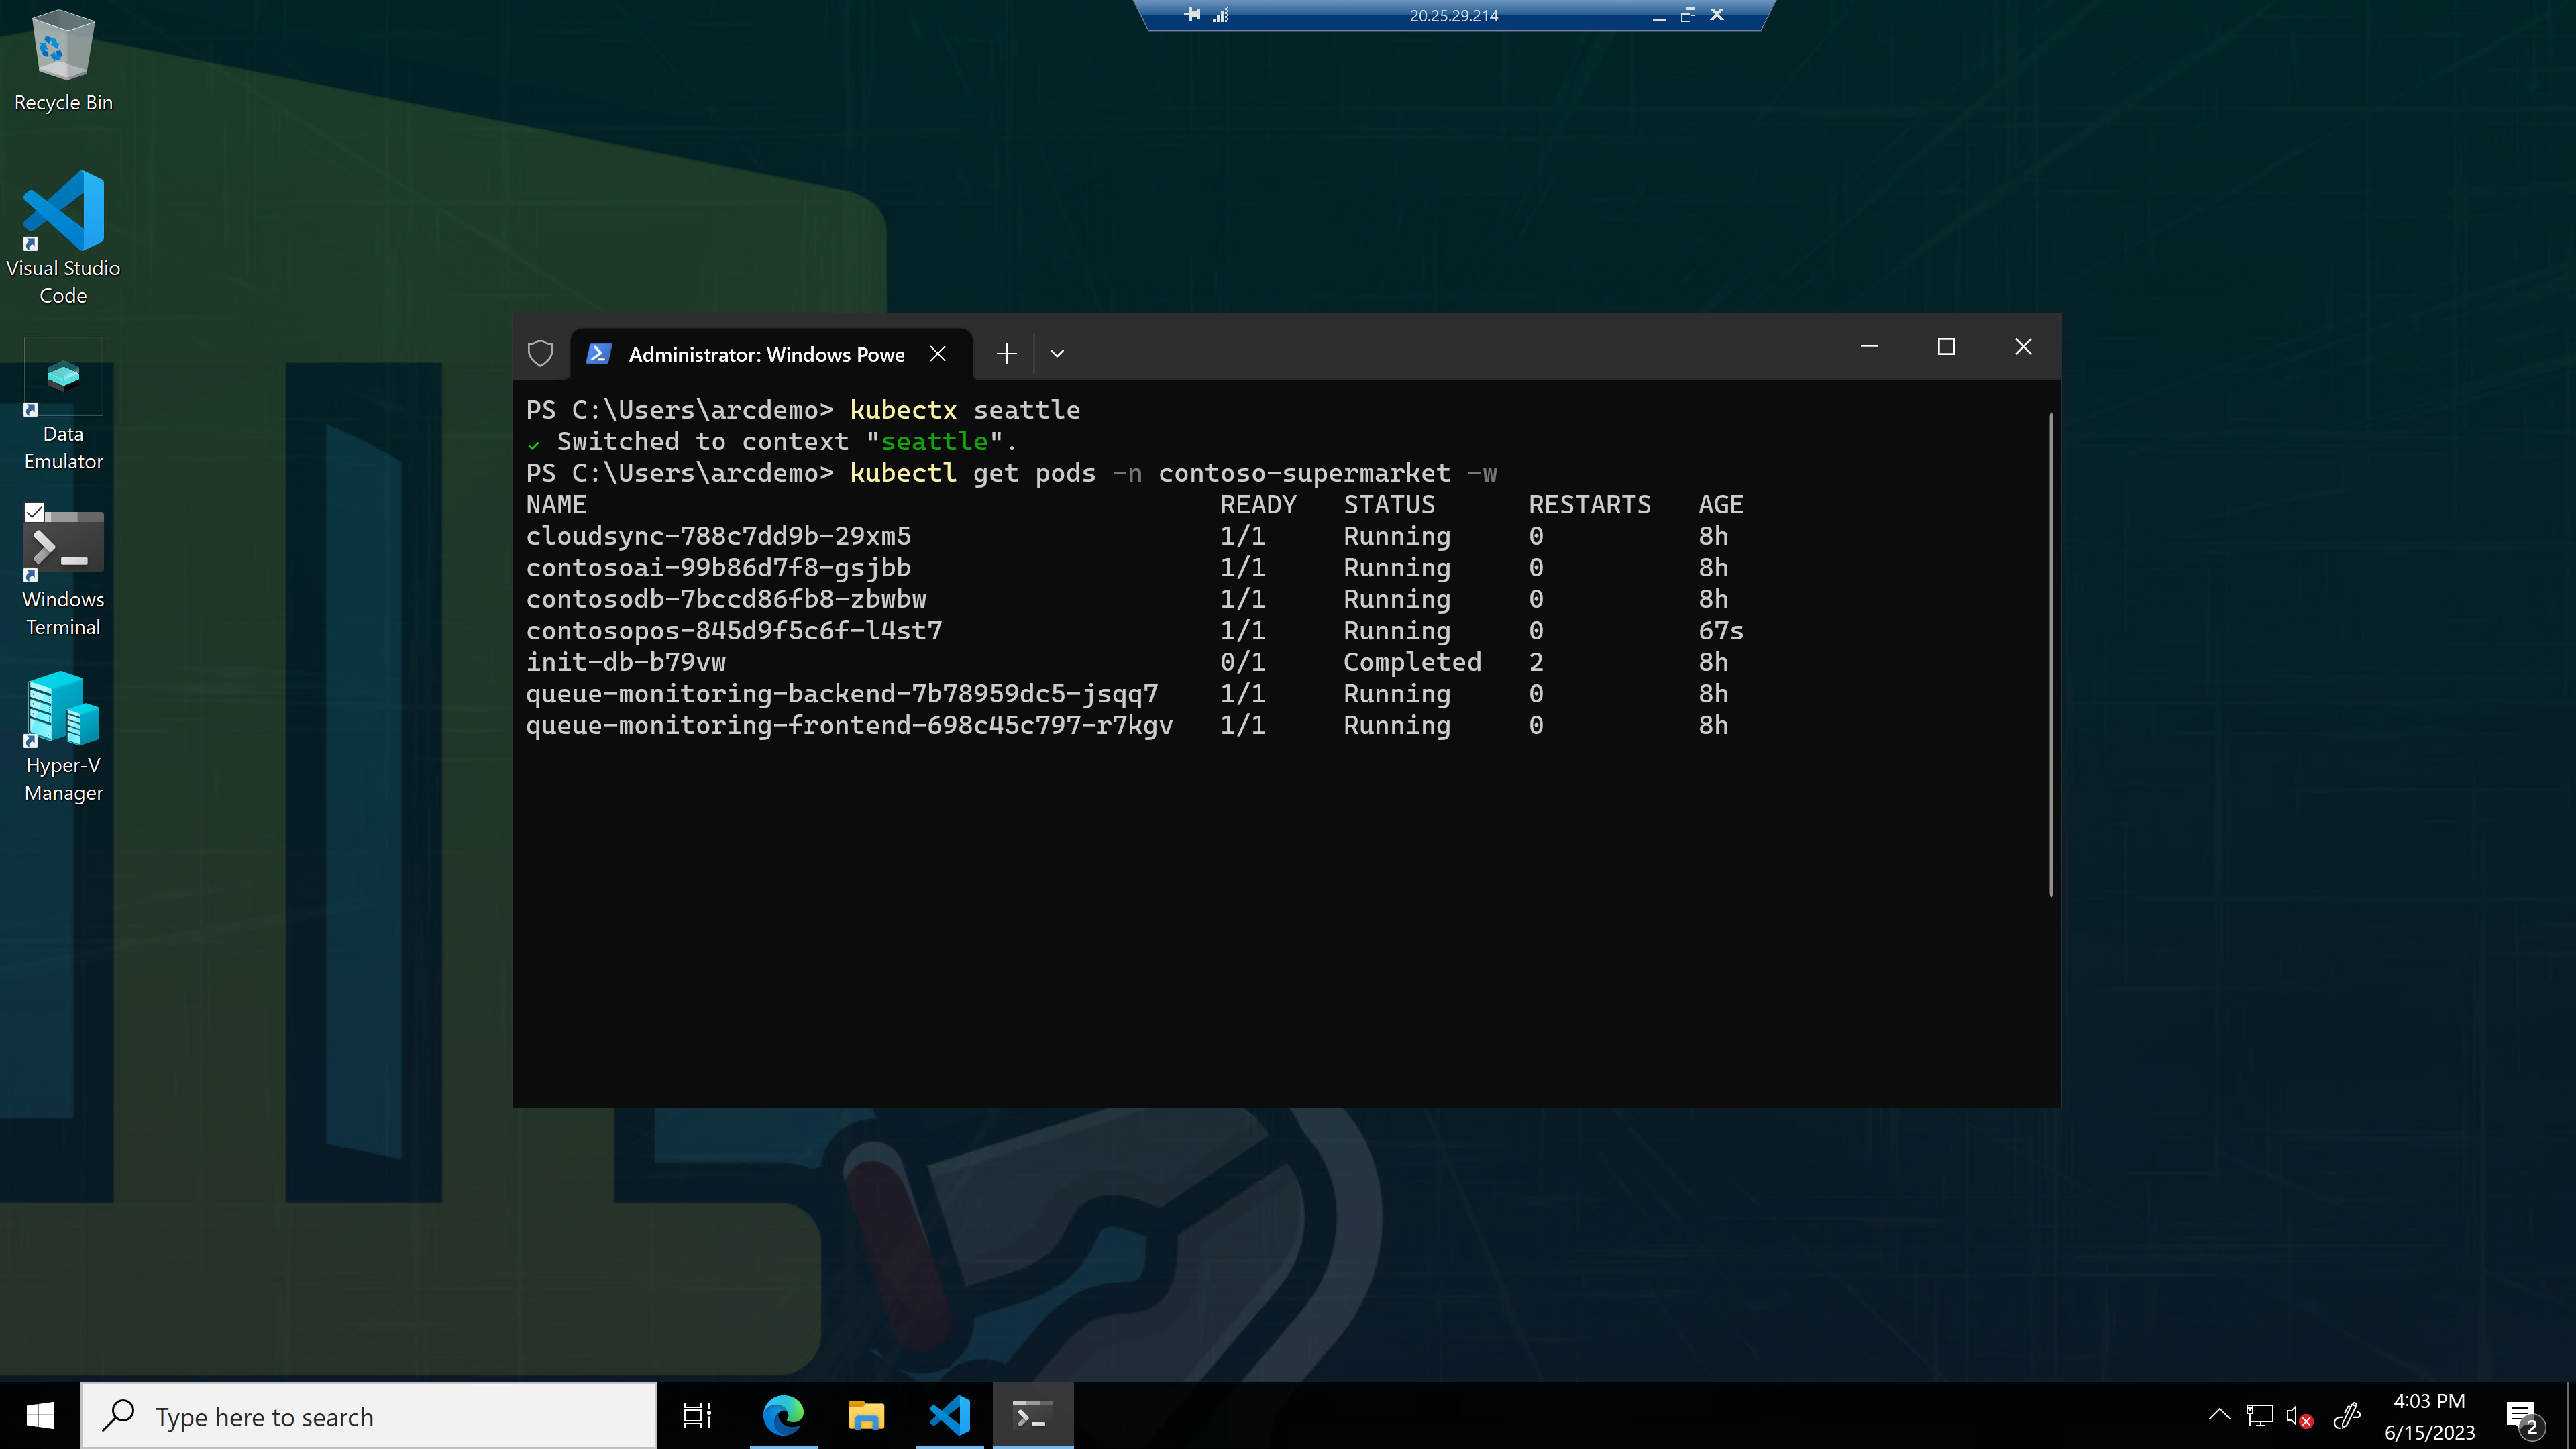 20.25.29.214
Recycle Bin
Visual Studio
Code
Data
Emulator
Windows
Terminal
Hyper-V
Manager
Administrator: Windows Powe
PS C:\Users\arcdemo> kubectx seattle
✓ Switched to context "seattle".
PS C:\Users\arcdemo> kubectl get pods -n contoso-supermarket -w
NAME READY STATUS RESTARTS AGE
cloudsync-788c7dd9b-29xm5 1/1 Running 0 8h
contosoai-99b86d7f8-gsjbb 1/1 Running 0 8h
contosodb-7bccd86fb8-zbwbw 1/1 Running 0 8h
contosopos-845d9f5c6f-l4st7 1/1 Running 0 67s
init-db-b79vw 0/1 Completed 2 8h
queue-monitoring-backend-7b78959dc5-jsqq7 1/1 Running 0 8h
queue-monitoring-frontend-698c45c797-r7kgv 1/1 Running 0 8h
Type here to search
4:03 PM
6/15/2023
2